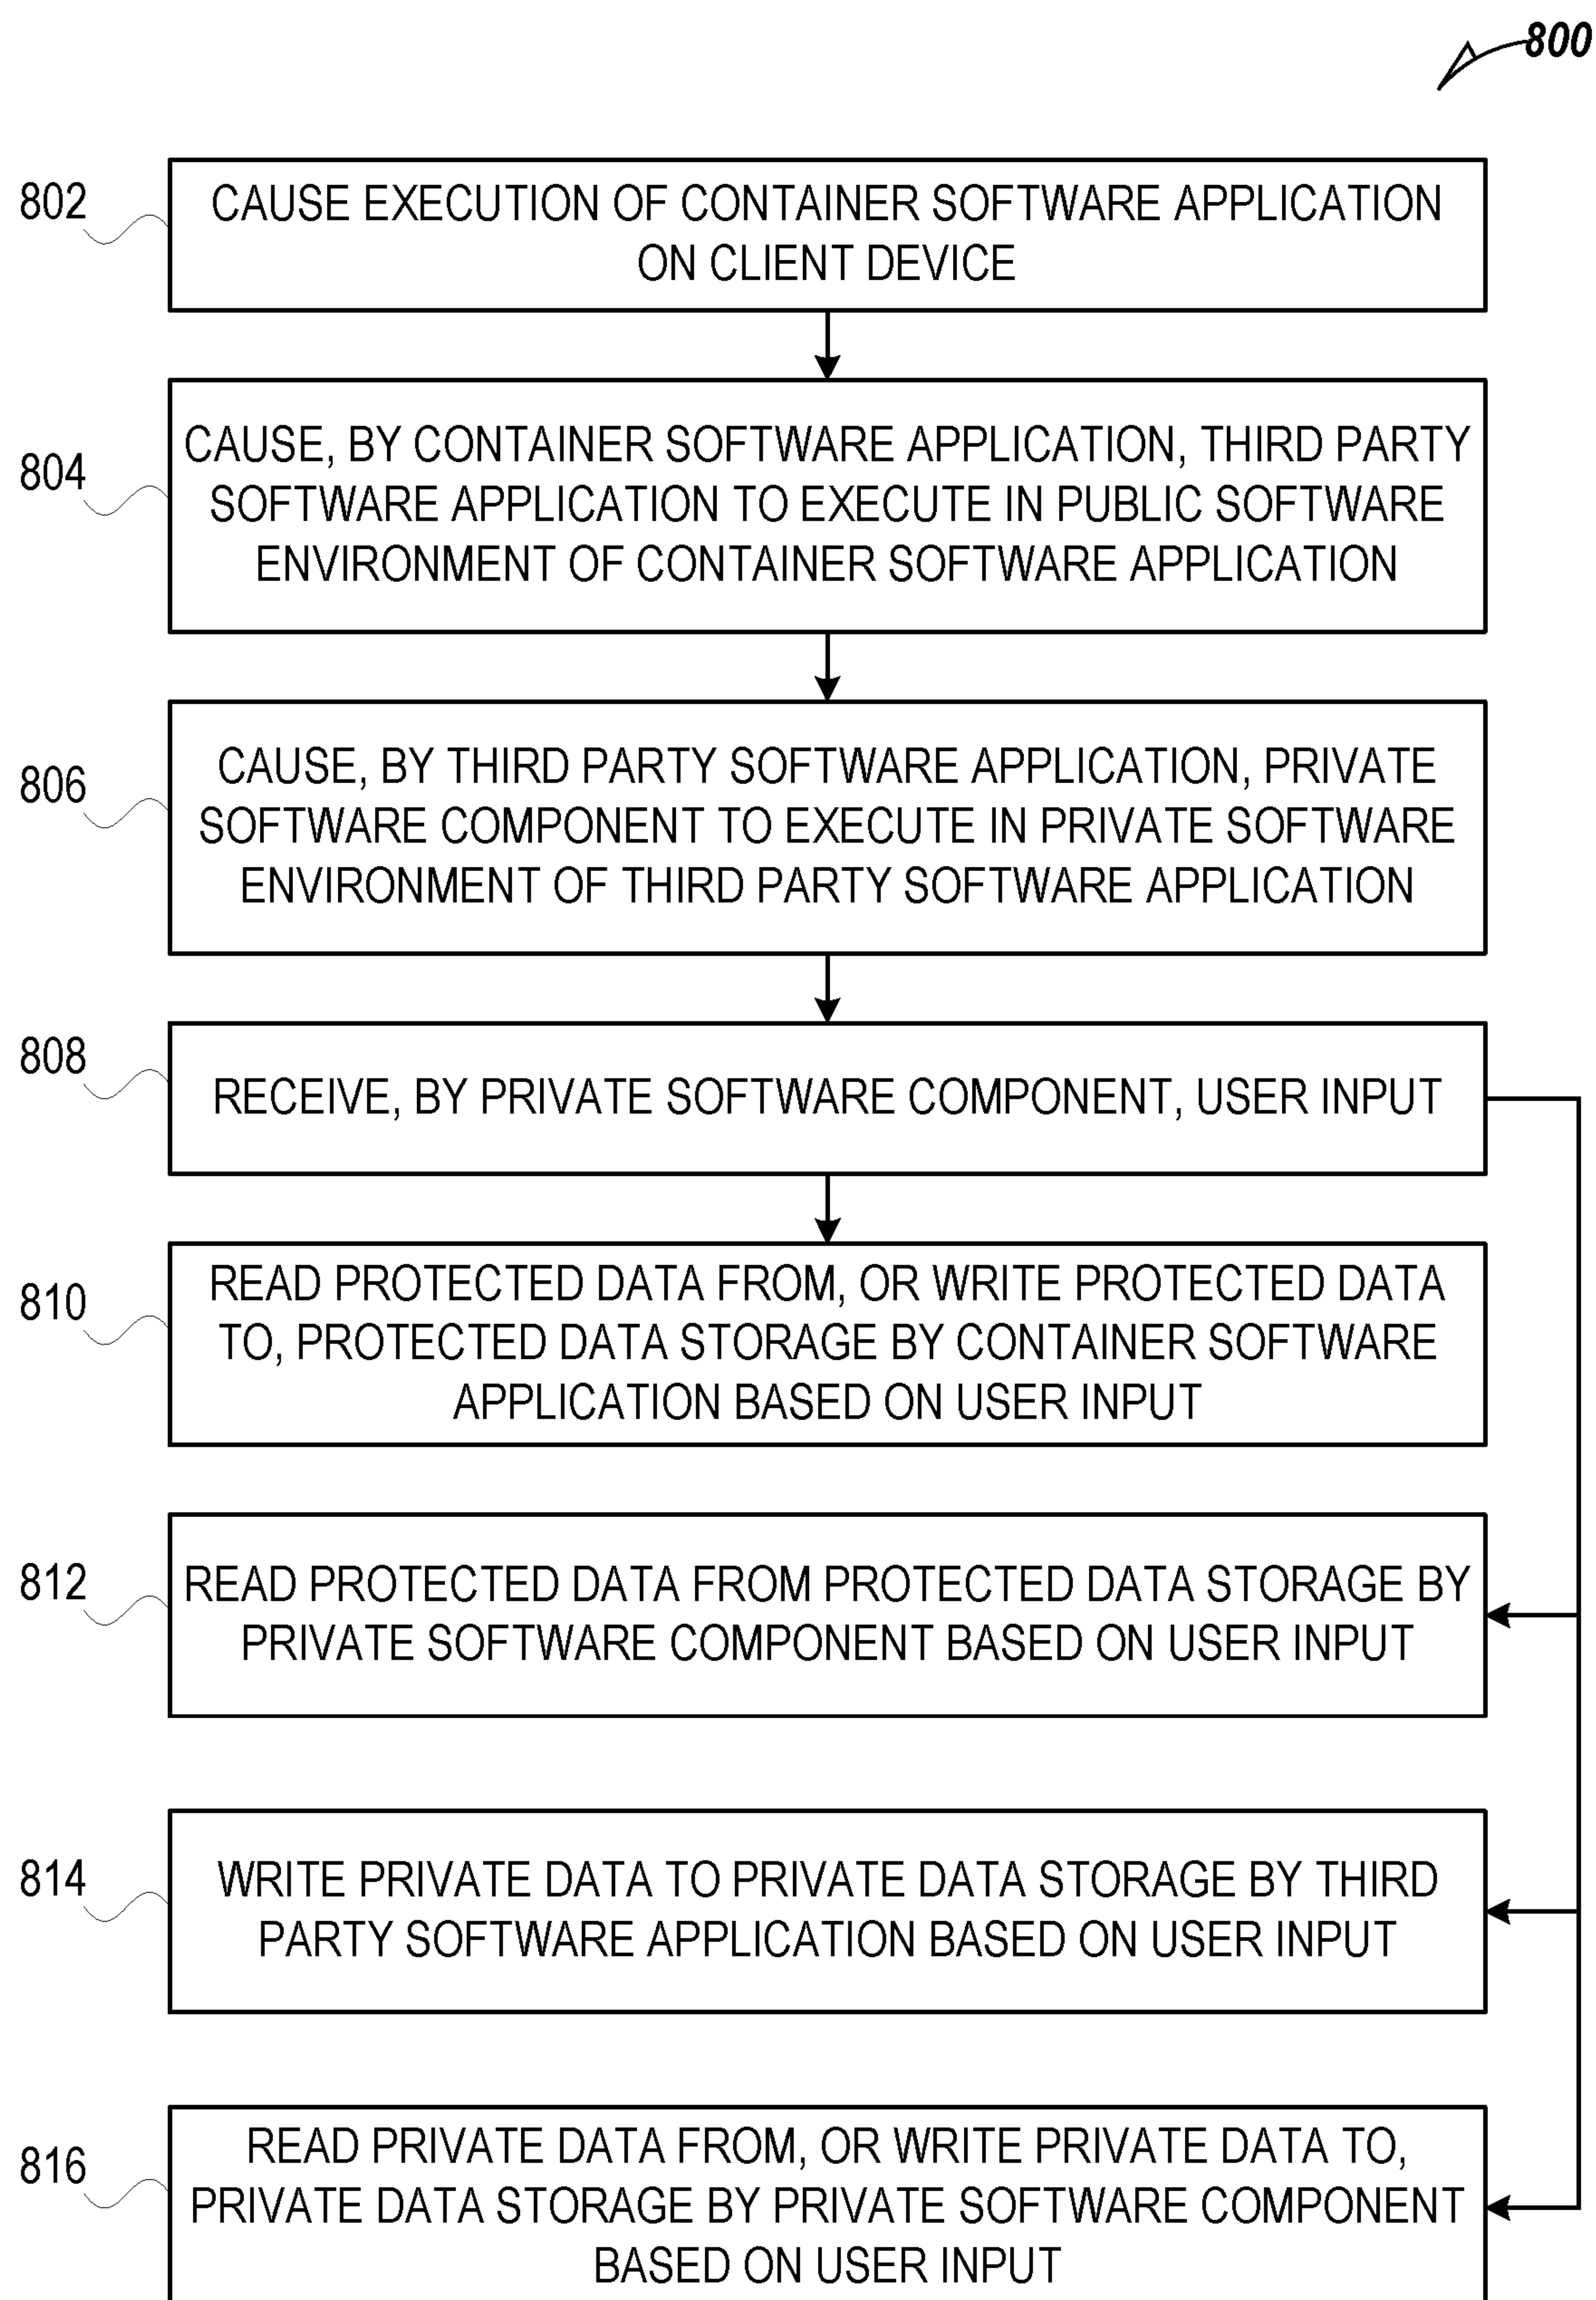 800
802
CAUSE EXECUTION OF CONTAINER SOFTWARE APPLICATION
ON CLIENT DEVICE
804
CAUSE, BY CONTAINER SOFTWARE APPLICATION, THIRD PARTY
SOFTWARE APPLICATION TO EXECUTE IN PUBLIC SOFTWARE
ENVIRONMENT OF CONTAINER SOFTWARE APPLICATION
806
CAUSE, BY THIRD PARTY SOFTWARE APPLICATION, PRIVATE
SOFTWARE COMPONENT TO EXECUTE IN PRIVATE SOFTWARE
ENVIRONMENT OF THIRD PARTY SOFTWARE APPLICATION
808
RECEIVE, BY PRIVATE SOFTWARE COMPONENT, USER INPUT
810
READ PROTECTED DATA FROM, OR WRITE PROTECTED DATA
TO, PROTECTED DATA STORAGE BY CONTAINER SOFTWARE
APPLICATION BASED ON USER INPUT
812
READ PROTECTED DATA FROM PROTECTED DATA STORAGE BY
PRIVATE SOFTWARE COMPONENT BASED ON USER INPUT
814
WRITE PRIVATE DATA TO PRIVATE DATA STORAGE BY THIRD
PARTY SOFTWARE APPLICATION BASED ON USER INPUT
816
READ PRIVATE DATA FROM, OR WRITE PRIVATE DATA TO,
PRIVATE DATA STORAGE BY PRIVATE SOFTWARE COMPONENT
BASED ON USER INPUT